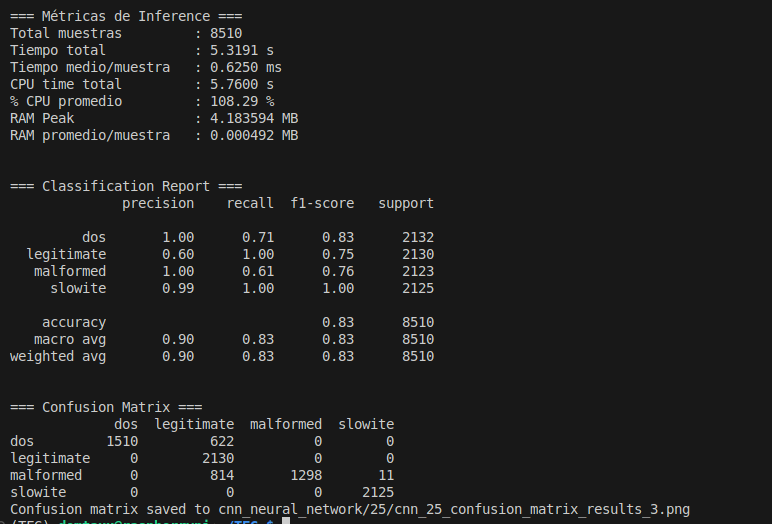 === Métricas de Inference ===
Total muestras         : 8510
Tiempo total           : 5.3191 s
Tiempo medio/muestra   : 0.6250 ms
CPU time total         : 5.7600 s
% CPU promedio         : 108.29 %
RAM Peak               : 4.183594 MB
RAM promedio/muestra   : 0.000492 MB
=== Classification Report ===
              precision    recall  f1-score   support
         dos       1.00      0.71      0.83      2132
  legitimate       0.60      1.00      0.75      2130
   malformed       1.00      0.61      0.76      2123
     slowite       0.99      1.00      1.00      2125
    accuracy                           0.83      8510
   macro avg       0.90      0.83      0.83      8510
weighted avg       0.90      0.83      0.83      8510
=== Confusion Matrix ===
             dos  legitimate  malformed  slowite
dos         1510         622          0        0
legitimate     0        2130          0        0
malformed      0         814       1298       11
slowite        0           0          0     2125
Confusion matrix saved to cnn_neural_network/25/cnn_25_confusion_matrix_results_3.png